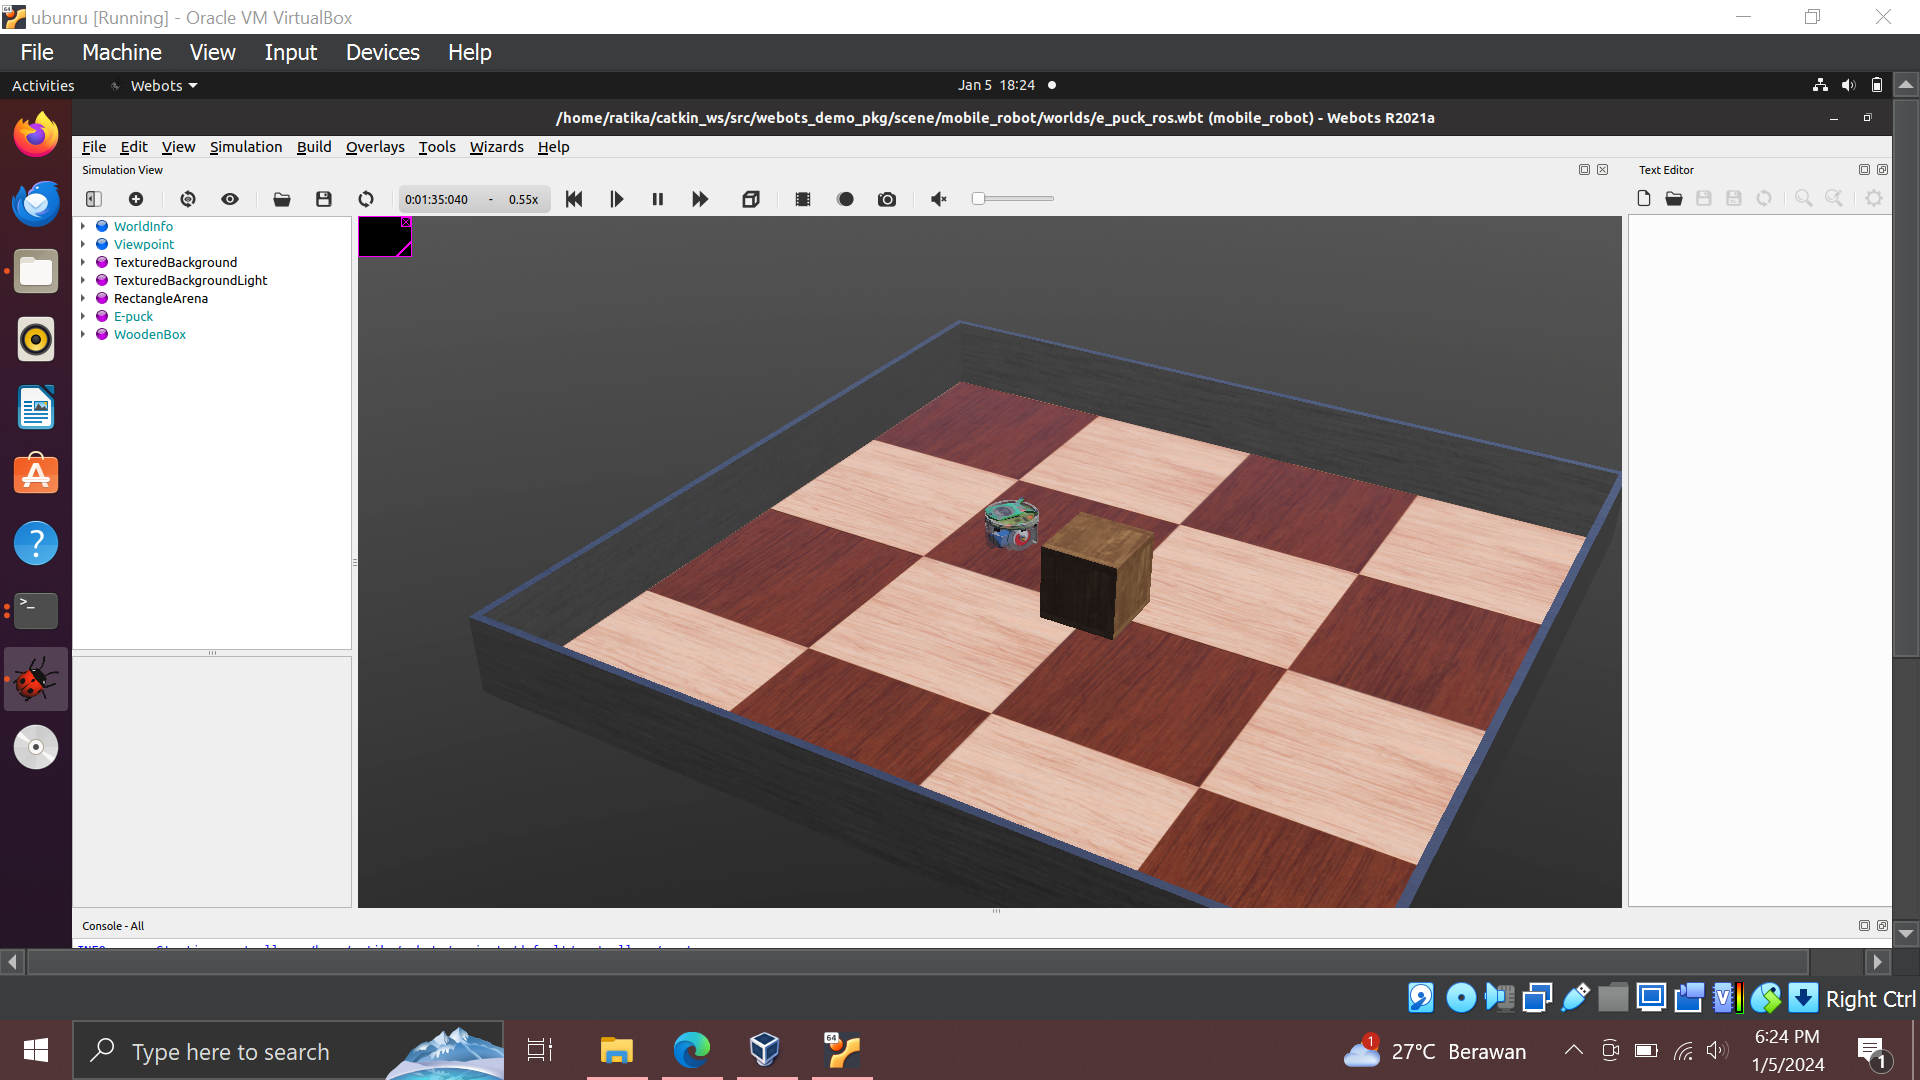 ubunru [Running] - Oracle VM VirtualBox
File Machine View Input Devices Help
Activities Webots Jan 5 18:24
/home/ratika/catkin_ws/src/webots_demo_pkg/scene/mobile_robot/worlds/e_puck_ros.wbt (mobile_robot) - Webots R2021a
File Edit View Simulation Build Overlays Tools Wizards Help
Simulation View
Text Editor
0:01:35:040 - 0.55x
WorldInfo
Viewpoint
TexturedBackground
TexturedBackgroundLight
RectangleArena
E-puck
WoodenBox
Console - All
V
Right Ctrl
Type here to search
64
1
27°C Berawan
6:24 PM
1/5/2024
1